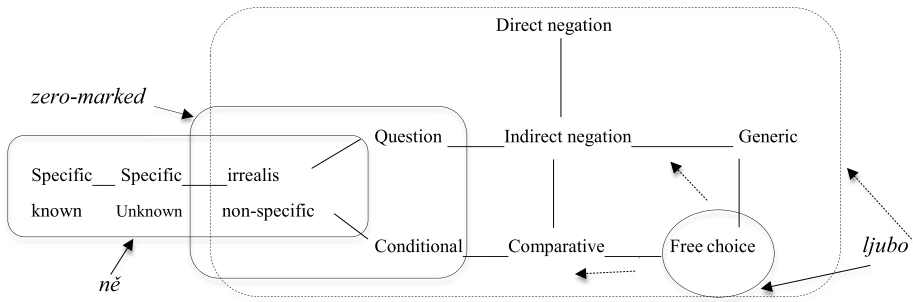 Direct negation
zero-marked
Question Indirect negation Generic
Specific Specific irrealis
known Unknown non-specific
Conditional Comparative Free choice ljubo
ně